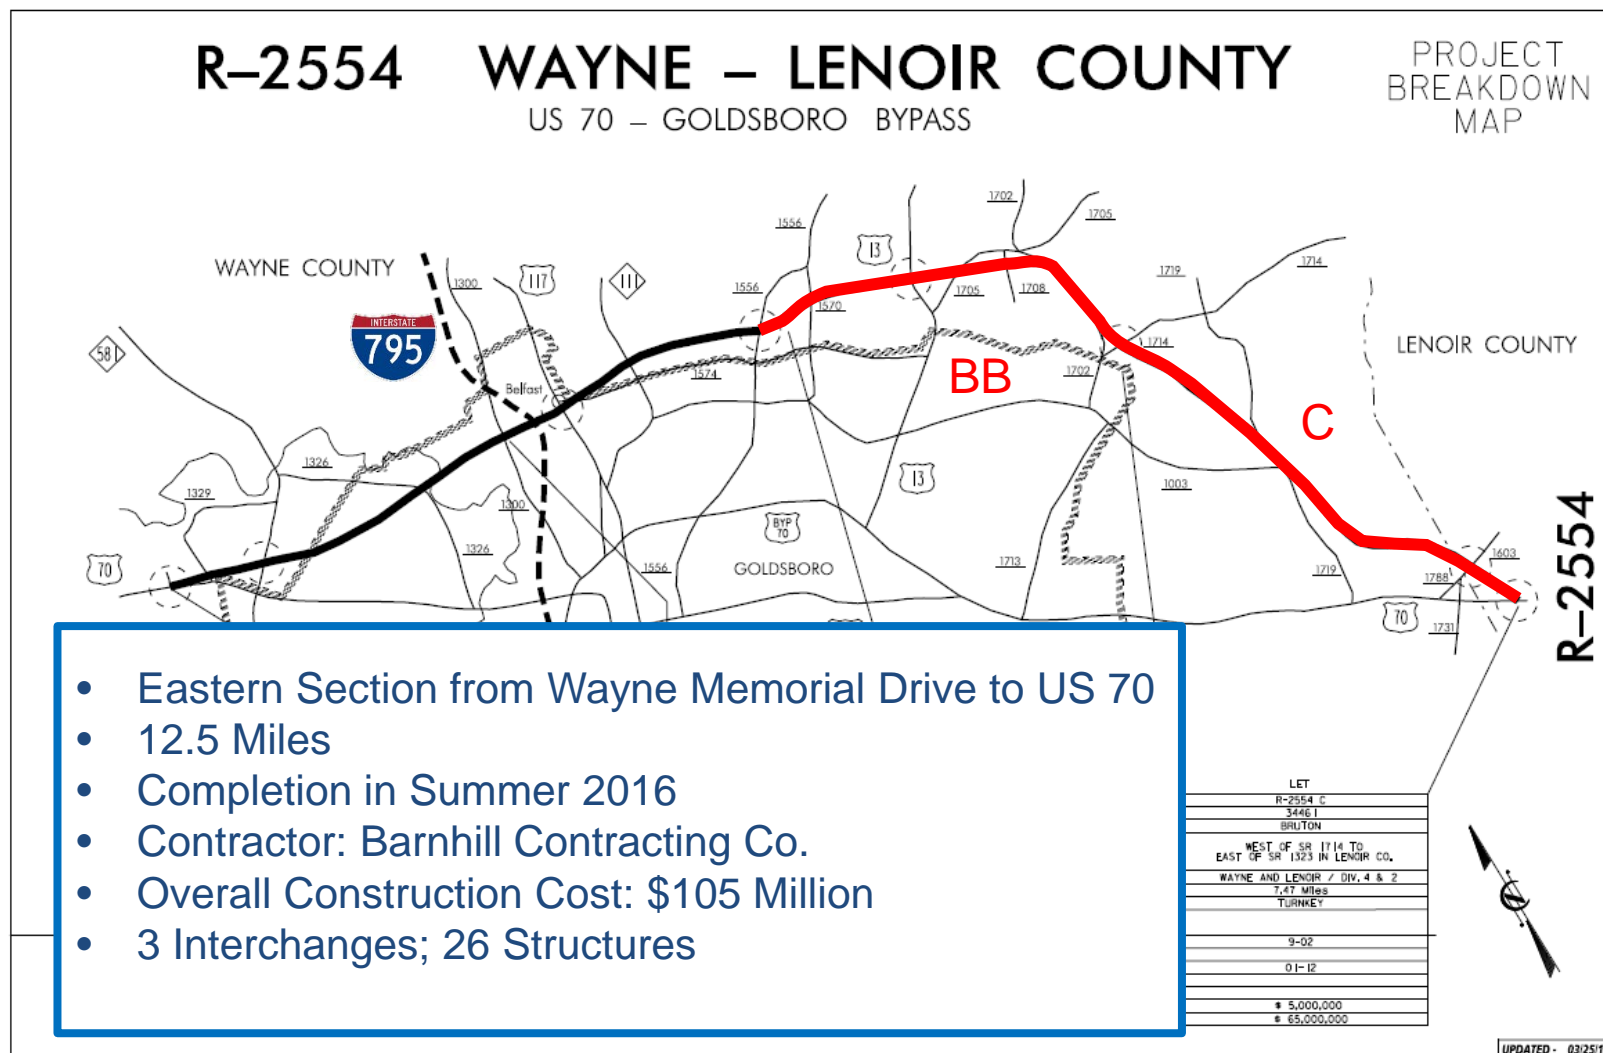 R–2554 WAYNE – LENOIR COUNTY
US 70 – GOLDSBORO BYPASS
PROJECT
BREAKDOWN
MAP
1702
1705
1556
13
WAYNE COUNTY
1300
117
111
1556
1570
1705
1708
1719
1714
INTERSTATE
795
58
Belfast
1574
BB
1702
1714
LENOIR COUNTY
C
1326
1329
1300
13
1003
BYP
70
1326
70
1556
GOLDSBORO
1713
1719
1788
1603
70
1731
R–2554
• Eastern Section from Wayne Memorial Drive to US 70
• 12.5 Miles
• Completion in Summer 2016
• Contractor: Barnhill Contracting Co.
• Overall Construction Cost: $105 Million
• 3 Interchanges; 26 Structures
LET
R-2554 C
34461
BRUTON
WEST OF SR 1714 TO
EAST OF SR 1323 IN LENOIR CO.
WAYNE AND LENOIR / DIV. 4 & 2
7.47 Miles
TURNKEY
9-02
01-12
$ 5,000,000
$ 65,000,000
UPDATED -